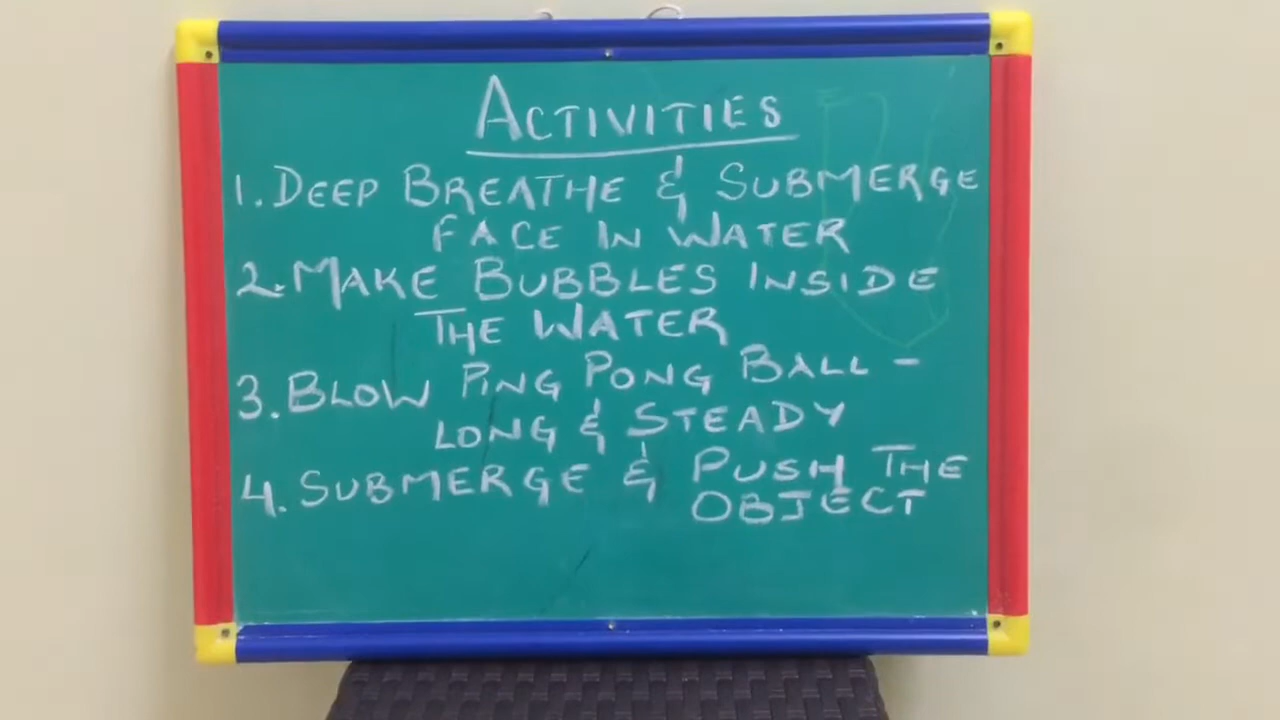 ACTIVITIES
1. DEEP BREATHE & SUBMERGE
FACE IN WATER
2. MAKE BUBBLES INSIDE
THE WATER
3. BLOW PING PONG BALL -
LONG & STEADY
4. SUBMERGE & PUSH THE
OBJECT